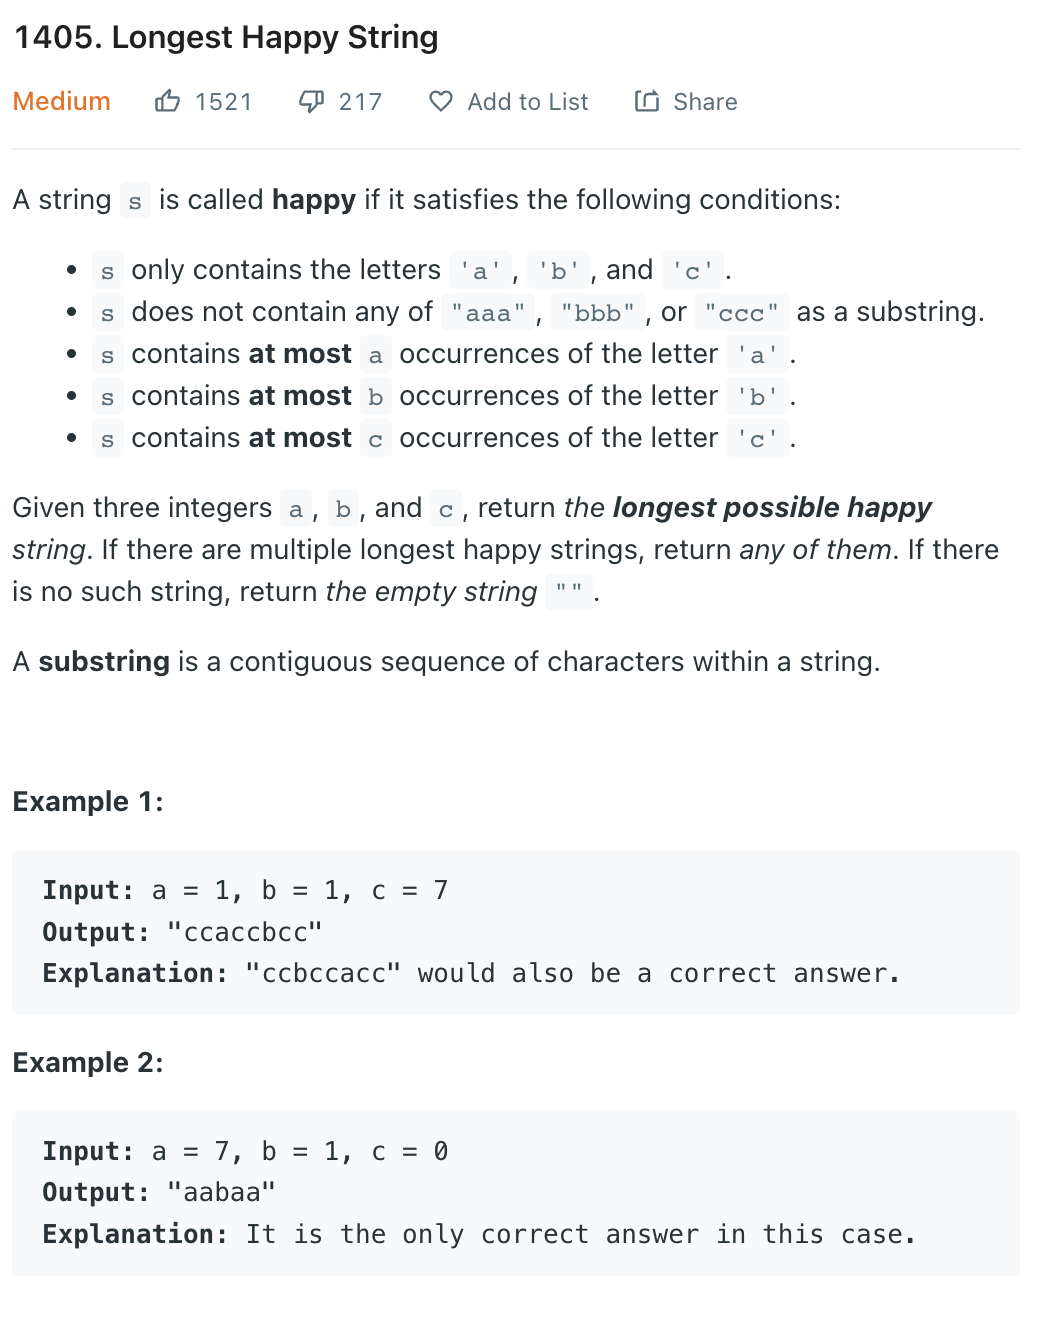 1405. Longest Happy String
Medium 1521 217 Add to List Share
A string s is called happy if it satisfies the following conditions:
• s only contains the letters 'a', 'b', and 'c'.
• s does not contain any of "aaa", "bbb", or "ccc" as a substring.
• s contains at most a occurrences of the letter 'a'.
• s contains at most b occurrences of the letter 'b'.
• s contains at most c occurrences of the letter 'c'.
Given three integers a, b, and c, return the longest possible happy
string. If there are multiple longest happy strings, return any of them. If there
is no such string, return the empty string "".
A substring is a contiguous sequence of characters within a string.
Example 1:
Input: a = 1, b = 1, c = 7
Output: "ccaccbcc"
Explanation: "ccbccacc" would also be a correct answer.
Example 2:
Input: a = 7, b = 1, c = 0
Output: "aabaa"
Explanation: It is the only correct answer in this case.